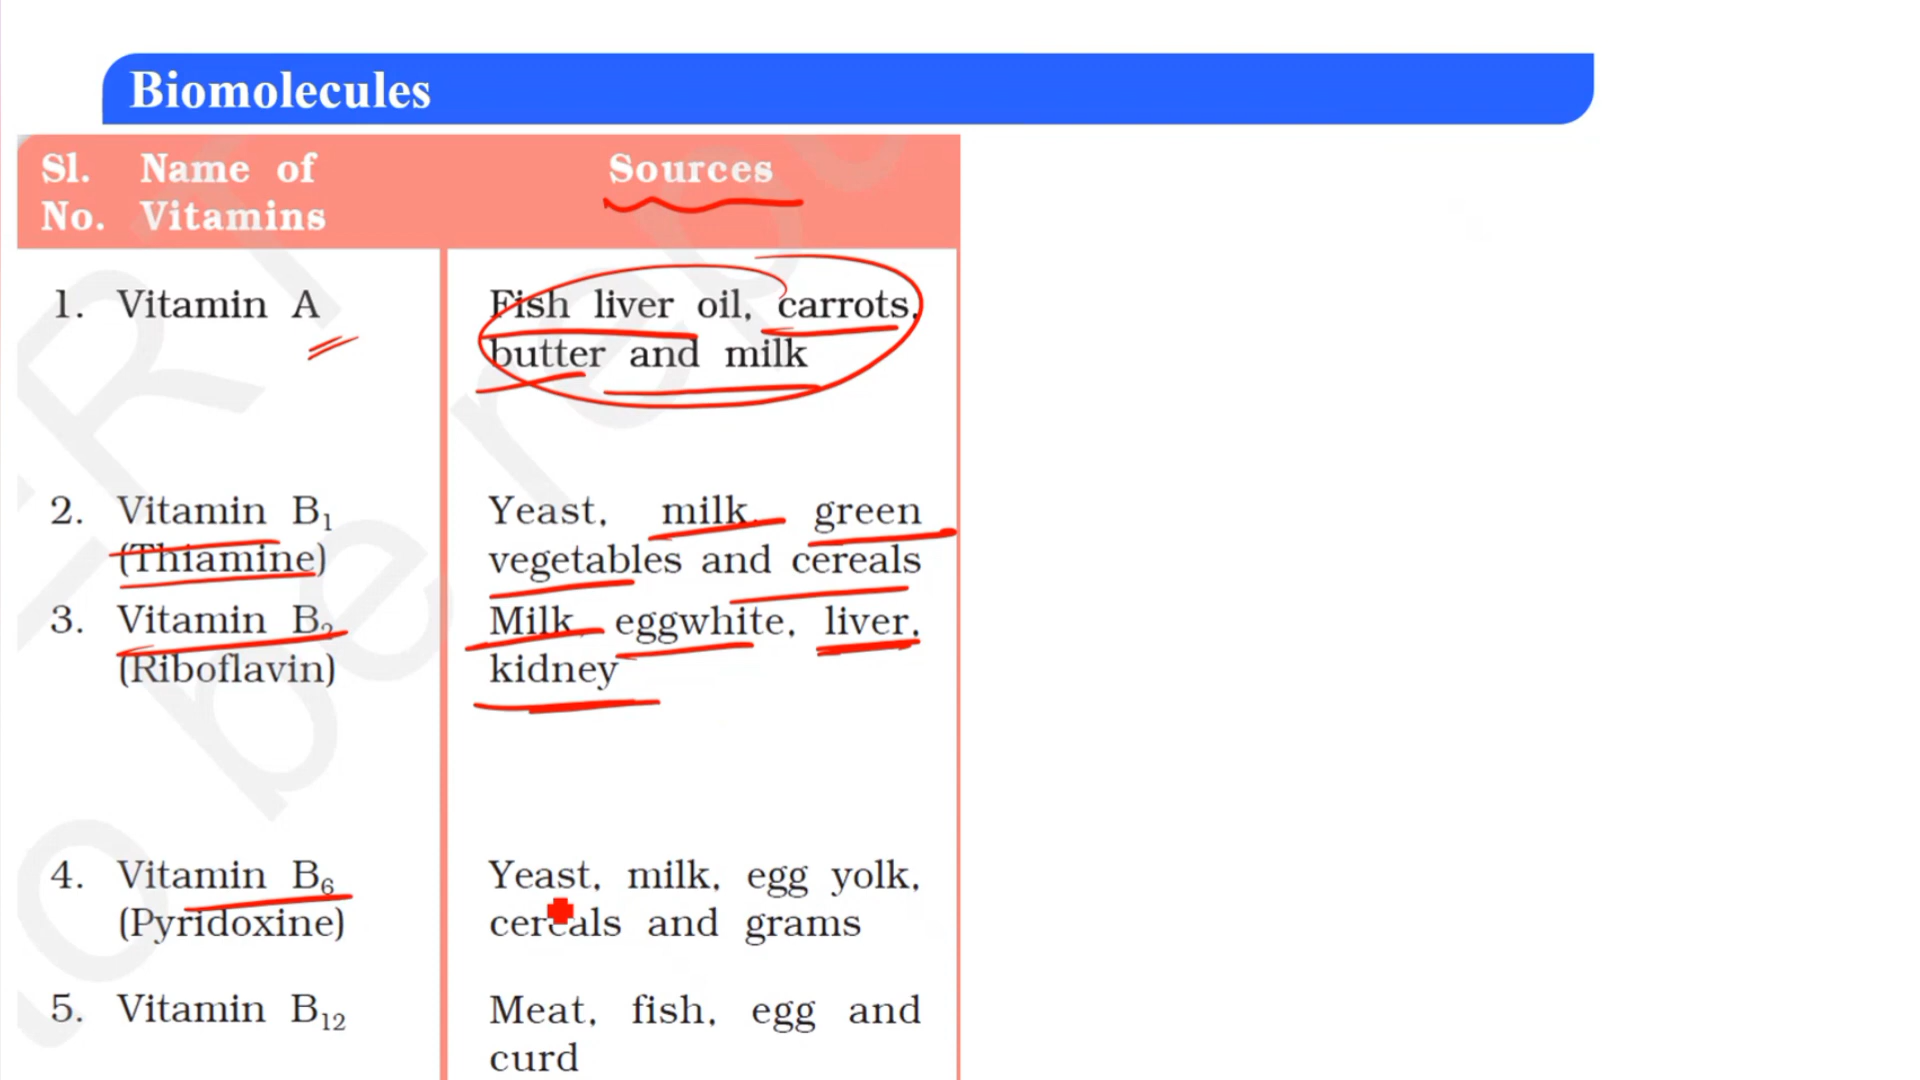 Biomolecules
Sl. Name of Sources
No. Vitamins
1. Vitamin A Fish liver oil, carrots,
butter and milk
2. Vitamin B₁ Yeast, milk, green
(Thiamine) vegetables and cereals
3. Vitamin B₂ Milk, eggwhite, liver,
(Riboflavin) kidney
4. Vitamin B₆ Yeast, milk, egg yolk,
(Pyridoxine) cereals and grams
5. Vitamin B₁₂ Meat, fish, egg and
curd